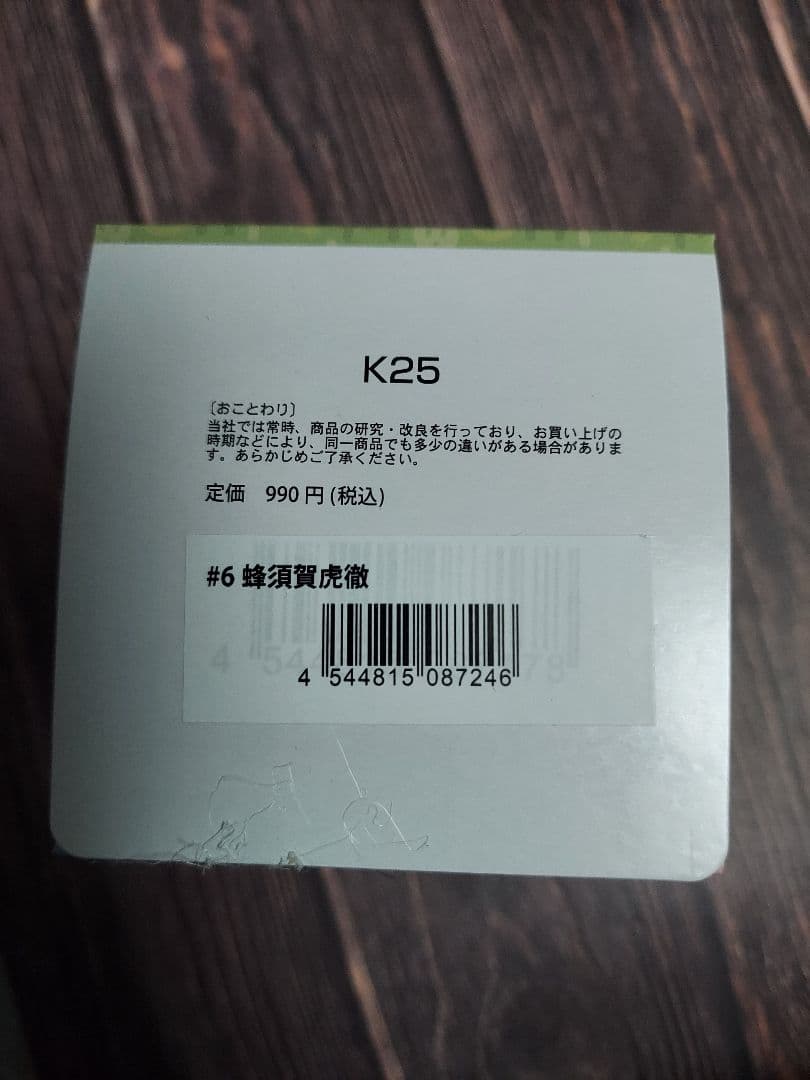 K25
〔おことわり〕
当社では常時、商品の研究・改良を行っており、お買い上げの
時期などにより、同一商品でも多少の違いがある場合がありま
す。あらかじめご了承ください。
定価　990円(税込)
#6 蜂須賀虎徹
4 544815 087246